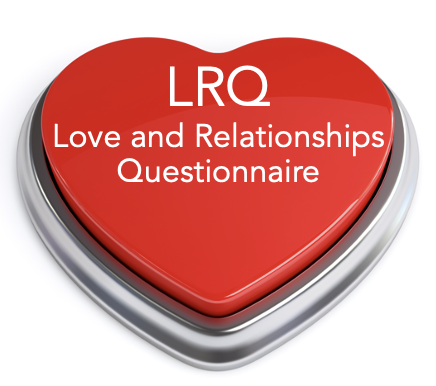 LRQ
Love and Relationships
Questionnaire